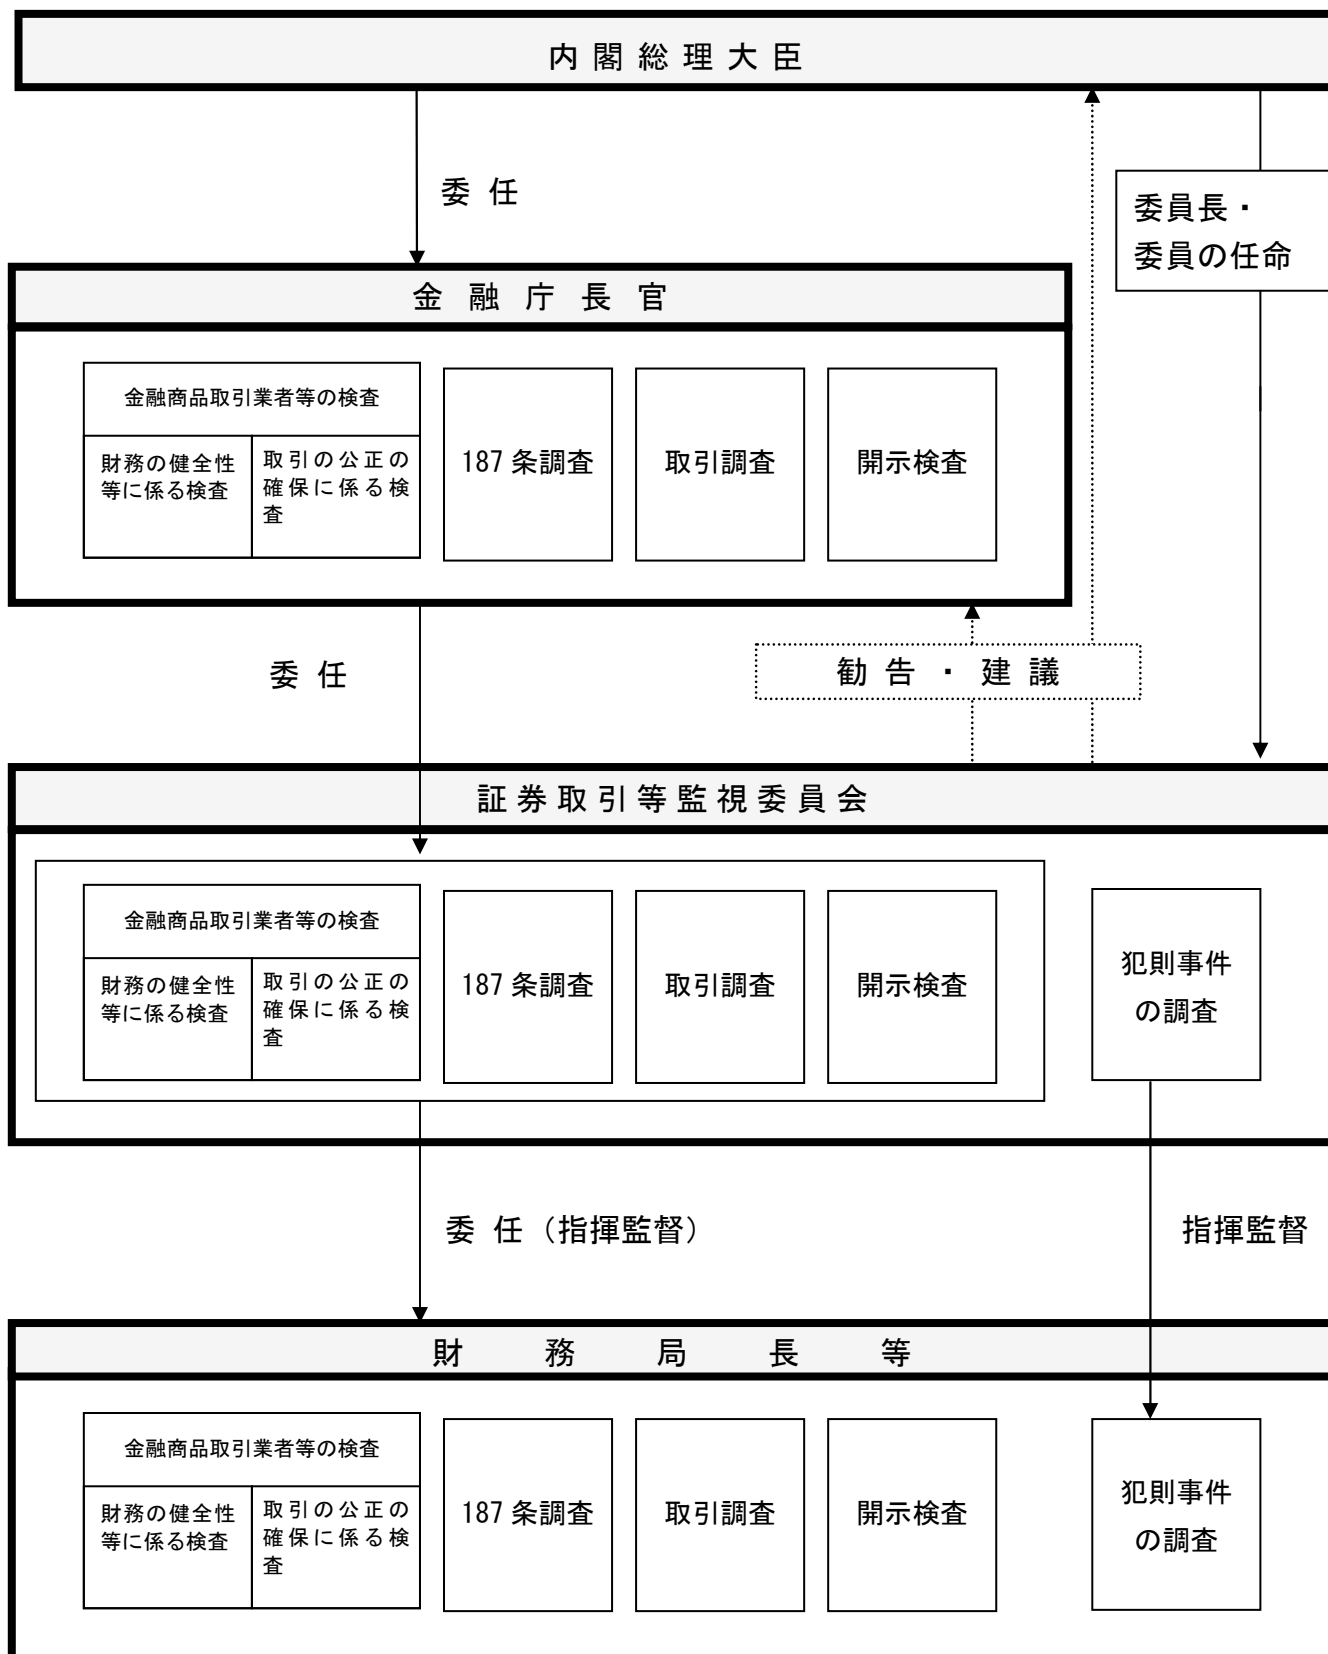 内閣総理大臣
委任
委員長・
委員の任命
金融庁長官
金融商品取引業者等の検査
財務の健全性
等に係る検査
取引の公正の
確保に係る検
査
187条調査
取引調査
開示検査
委任
勧告・建議
証券取引等監視委員会
金融商品取引業者等の検査
財務の健全性
等に係る検査
取引の公正の
確保に係る検
査
187条調査
取引調査
開示検査
犯則事件
の調査
委任（指揮監督）
指揮監督
財務局長等
金融商品取引業者等の検査
財務の健全性
等に係る検査
取引の公正の
確保に係る検
査
187条調査
取引調査
開示検査
犯則事件
の調査